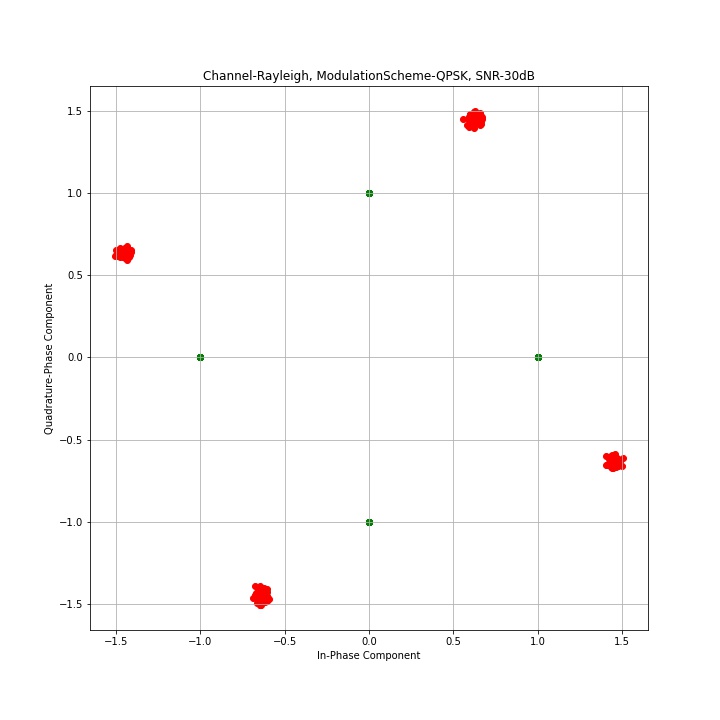 Channel-Rayleigh, ModulationScheme-QPSK, SNR-30dB
1.5
1.0
0.5
0.0
−0.5
−1.0
−1.5
Quadrature-Phase Component
−1.5 −1.0 −0.5 0.0 0.5 1.0 1.5
In-Phase Component